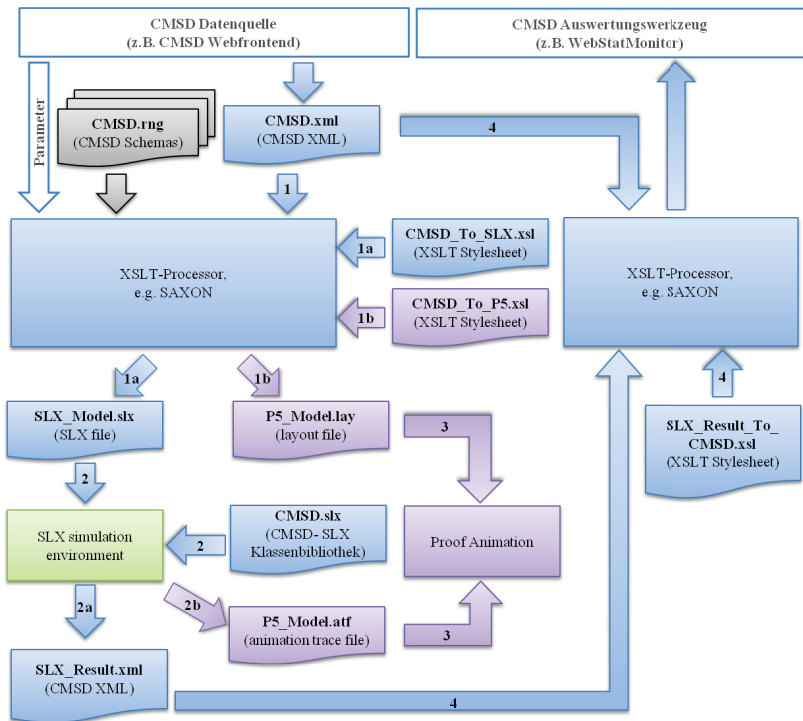 CMSD Datenquelle
(z.B. CMSD Webfrontend)
CMSD Auswertungswerkzeug
(z.B. WebStatMonitor)
Parameter
CMSD.rng
(CMSD Schemas)
CMSD.xml
(CMSD XML)
4
1
XSLT-Processor,
e.g. SAXON
1a
CMSD_To_SLX.xsl
(XSLT Stylesheet)
1b
CMSD_To_P5.xsl
(XSLT Stylesheet)
XSLT-Processor,
e.g. SAXON
1a
1b
4
SLX_Model.slx
(SLX file)
P5_Model.lay
(layout file)
3
SLX_Result_To_
CMSD.xsl
(XSLT Stylesheet)
2
SLX simulation
environment
2
CMSD.slx
(CMSD- SLX
Klassenbibliothek)
Proof Animation
2a
2b
P5_Model.atf
(animation trace file)
3
SLX_Result.xml
(CMSD XML)
4